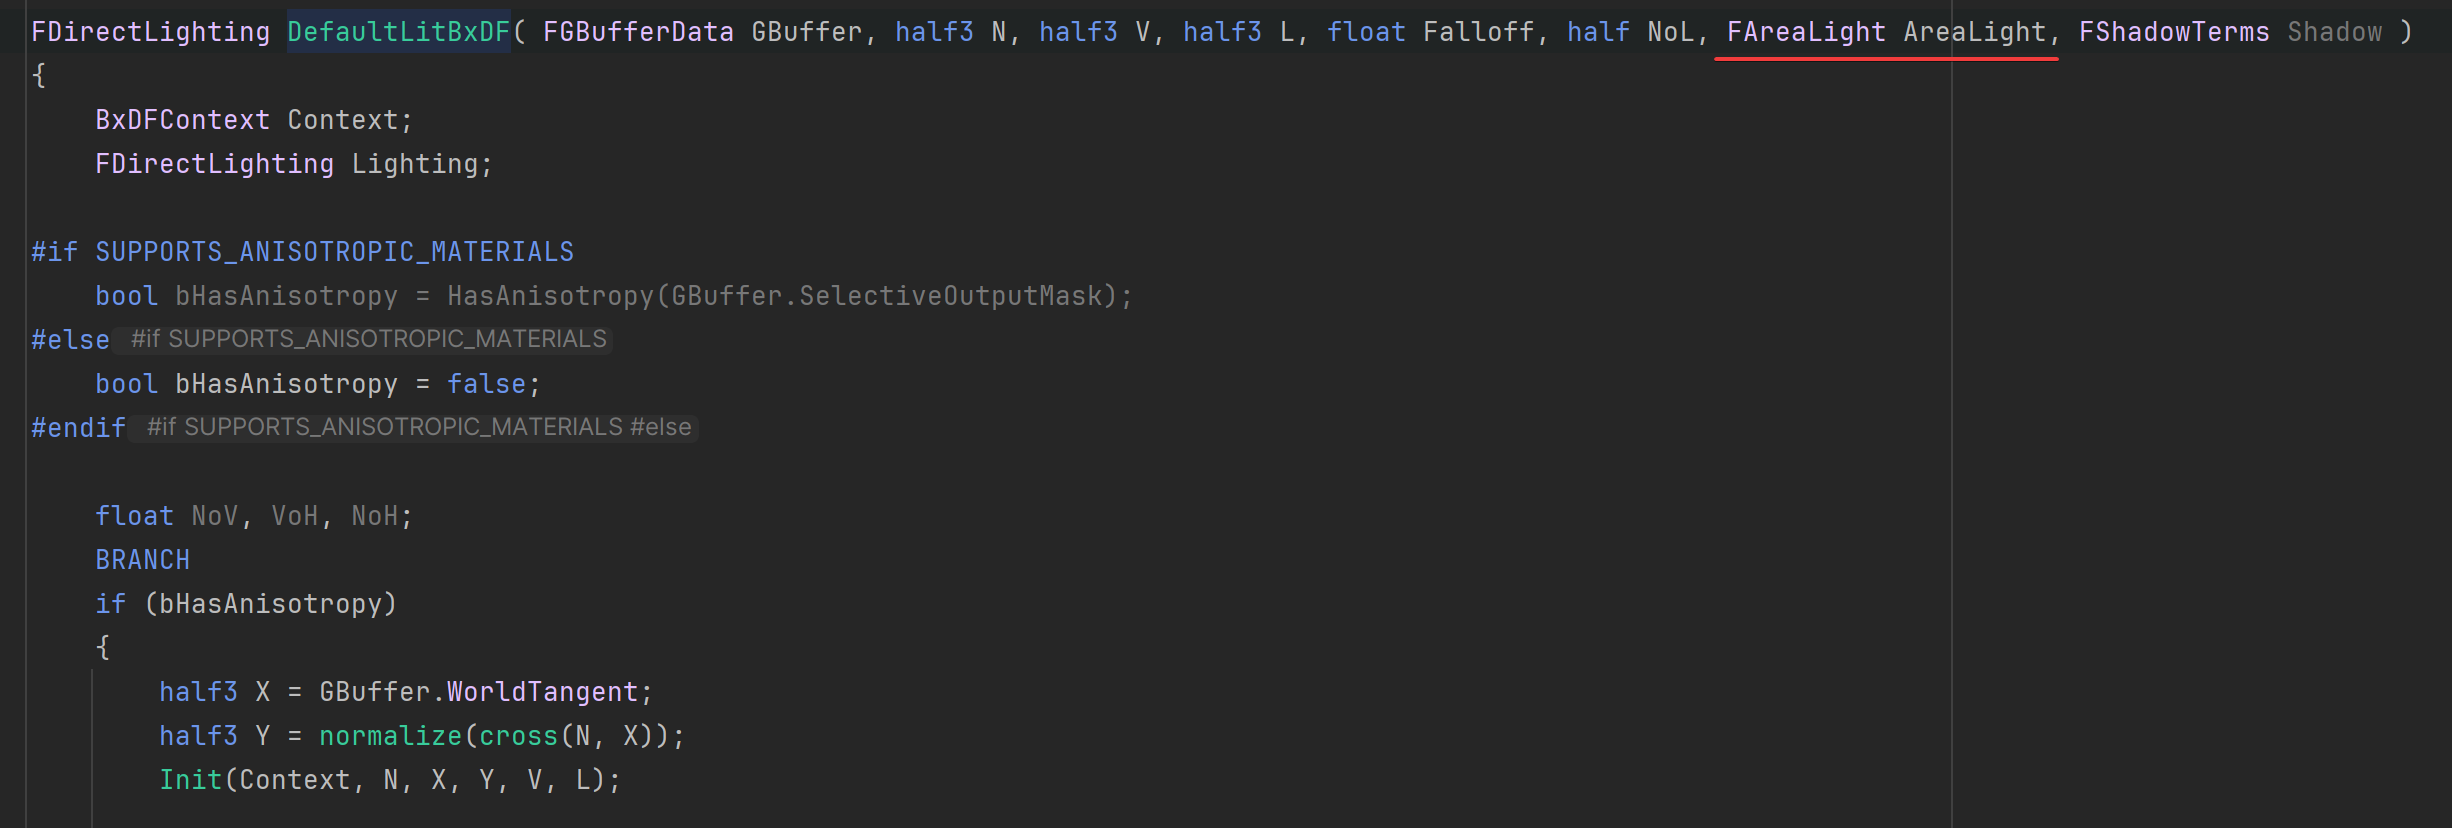 FDirectLighting DefaultLitBxDF( FGBufferData GBuffer, half3 N, half3 V, half3 L, float Falloff, half NoL, FAreaLight AreaLight, FShadowTerms Shadow )
{
    BxDFContext Context;
    FDirectLighting Lighting;
#if SUPPORTS_ANISOTROPIC_MATERIALS
    bool bHasAnisotropy = HasAnisotropy(GBuffer.SelectiveOutputMask);
#else #if SUPPORTS_ANISOTROPIC_MATERIALS
    bool bHasAnisotropy = false;
#endif #if SUPPORTS_ANISOTROPIC_MATERIALS #else
    float NoV, VoH, NoH;
    BRANCH
    if (bHasAnisotropy)
    {
        half3 X = GBuffer.WorldTangent;
        half3 Y = normalize(cross(N, X));
        Init(Context, N, X, Y, V, L);